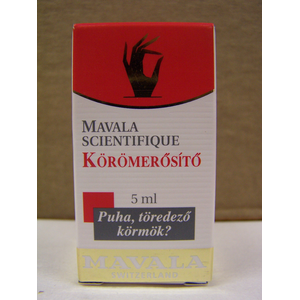 MAVALA
SCIENTIFIQUE
KÖRÖMERŐSÍTŐ
5 ml
Puha, töredező
körmök?
MAVALA
SWITZERLAND